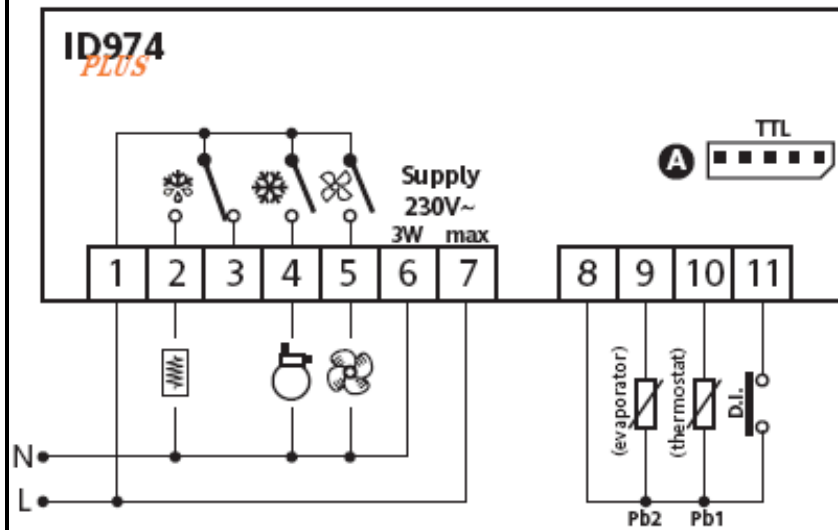 ID974
PLUS
TTL
A
Supply
230V~
3W max
1 2 3 4 5 6 7 8 9 10 11
(evaporator)
(thermostat)
D.I.
N
L
Pb2 Pb1